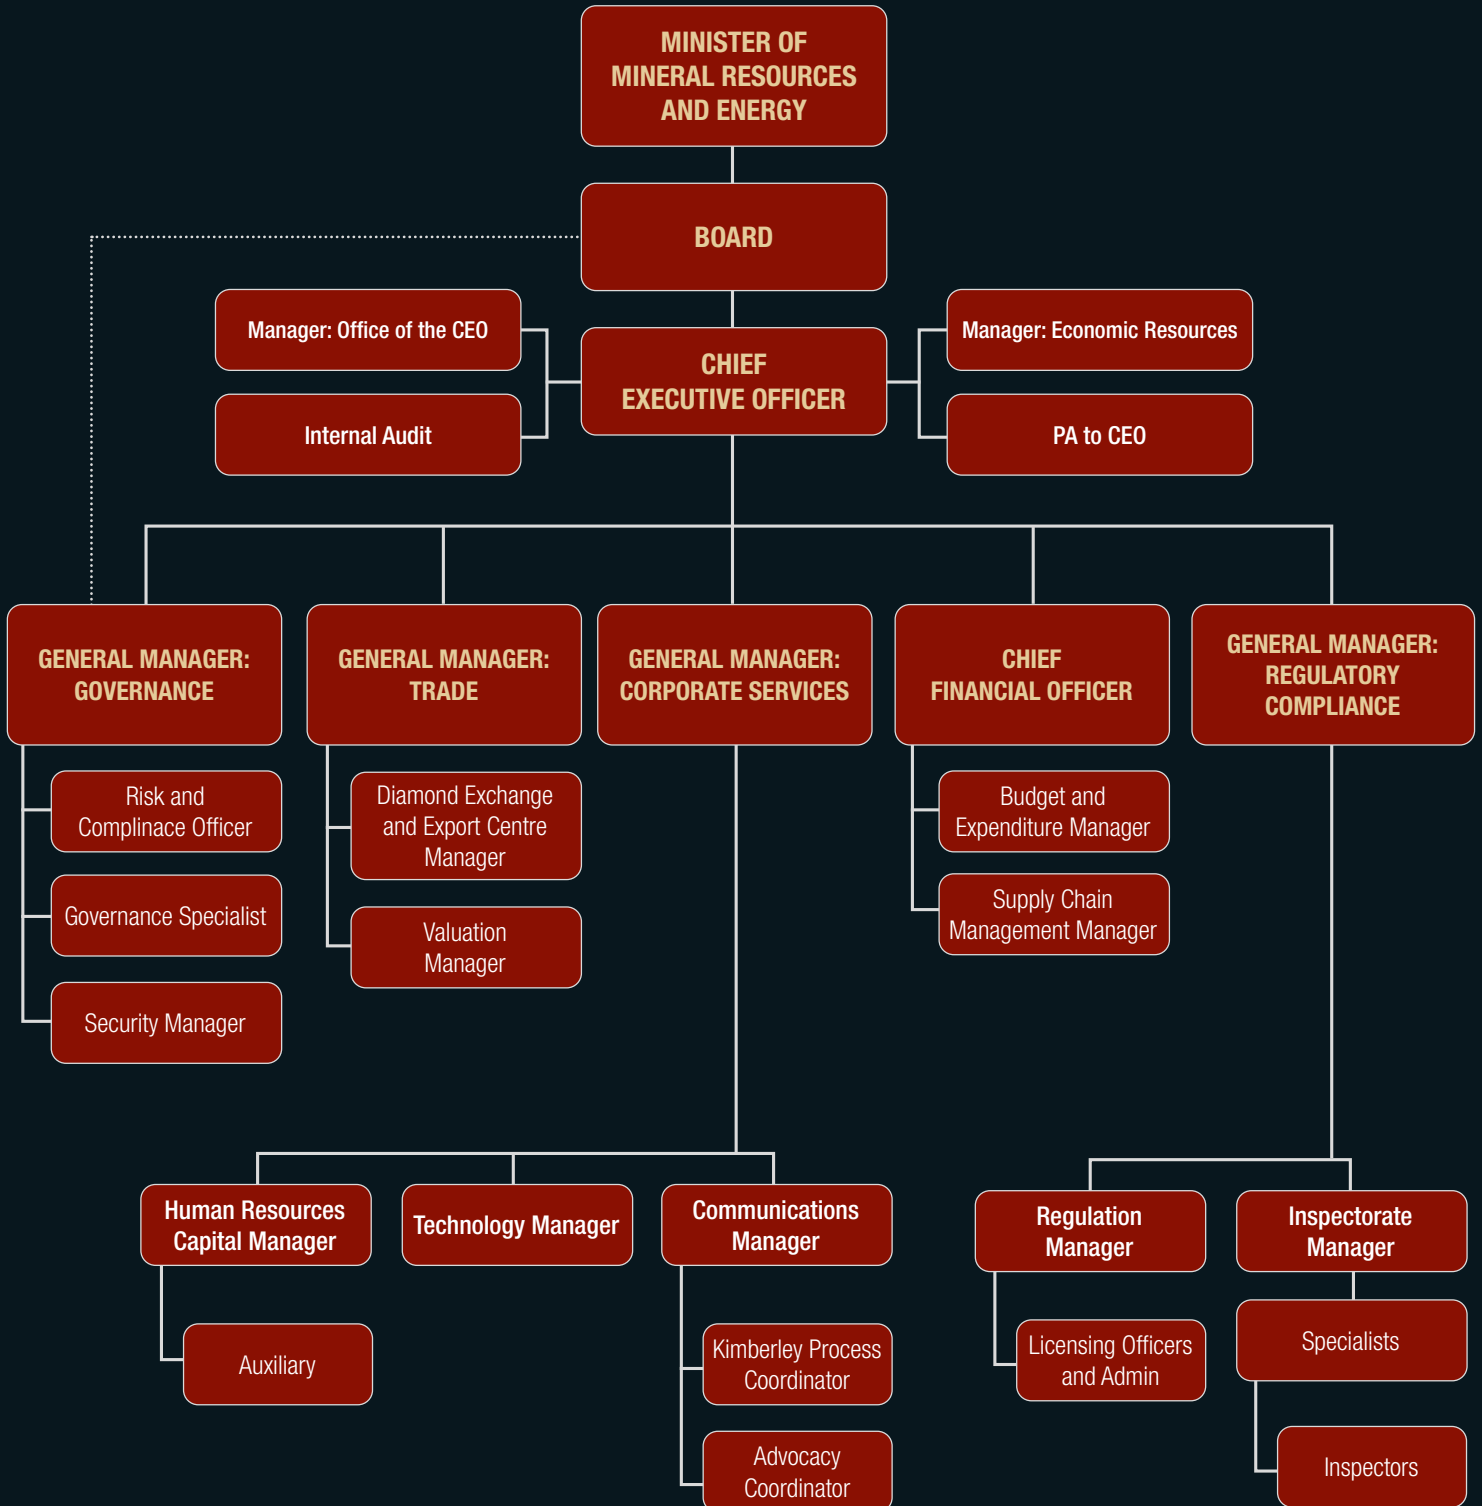 MINISTER OF
MINERAL RESOURCES
AND ENERGY
BOARD
Manager: Office of the CEO
Internal Audit
CHIEF
EXECUTIVE OFFICER
Manager: Economic Resources
PA to CEO
GENERAL MANAGER:
GOVERNANCE
GENERAL MANAGER:
TRADE
GENERAL MANAGER:
CORPORATE SERVICES
CHIEF
FINANCIAL OFFICER
GENERAL MANAGER:
REGULATORY
COMPLIANCE
Risk and
Complinace Officer
Governance Specialist
Security Manager
Diamond Exchange
and Export Centre
Manager
Valuation
Manager
Budget and
Expenditure Manager
Supply Chain
Management Manager
Human Resources
Capital Manager
Auxiliary
Technology Manager
Communications
Manager
Kimberley Process
Coordinator
Advocacy
Coordinator
Regulation
Manager
Licensing Officers
and Admin
Inspectorate
Manager
Specialists
Inspectors